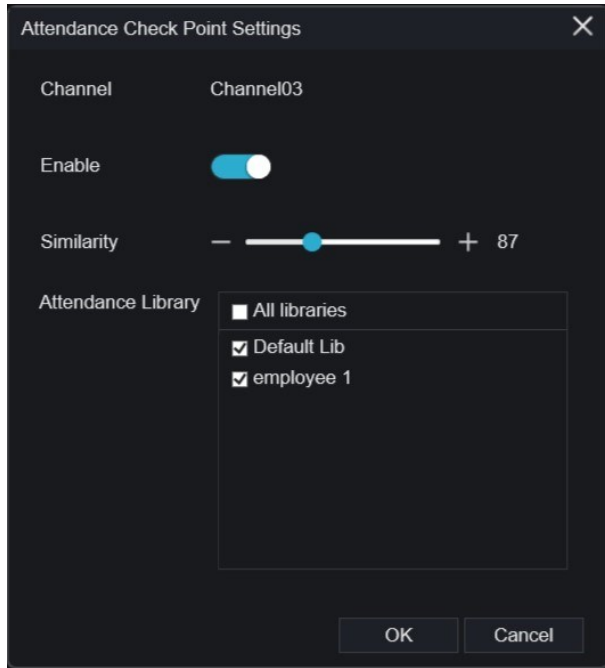 Attendance Check Point Settings
Channel Channel03
Enable
Similarity 87
Attendance Library
All libraries
Default Lib
employee 1
OK Cancel